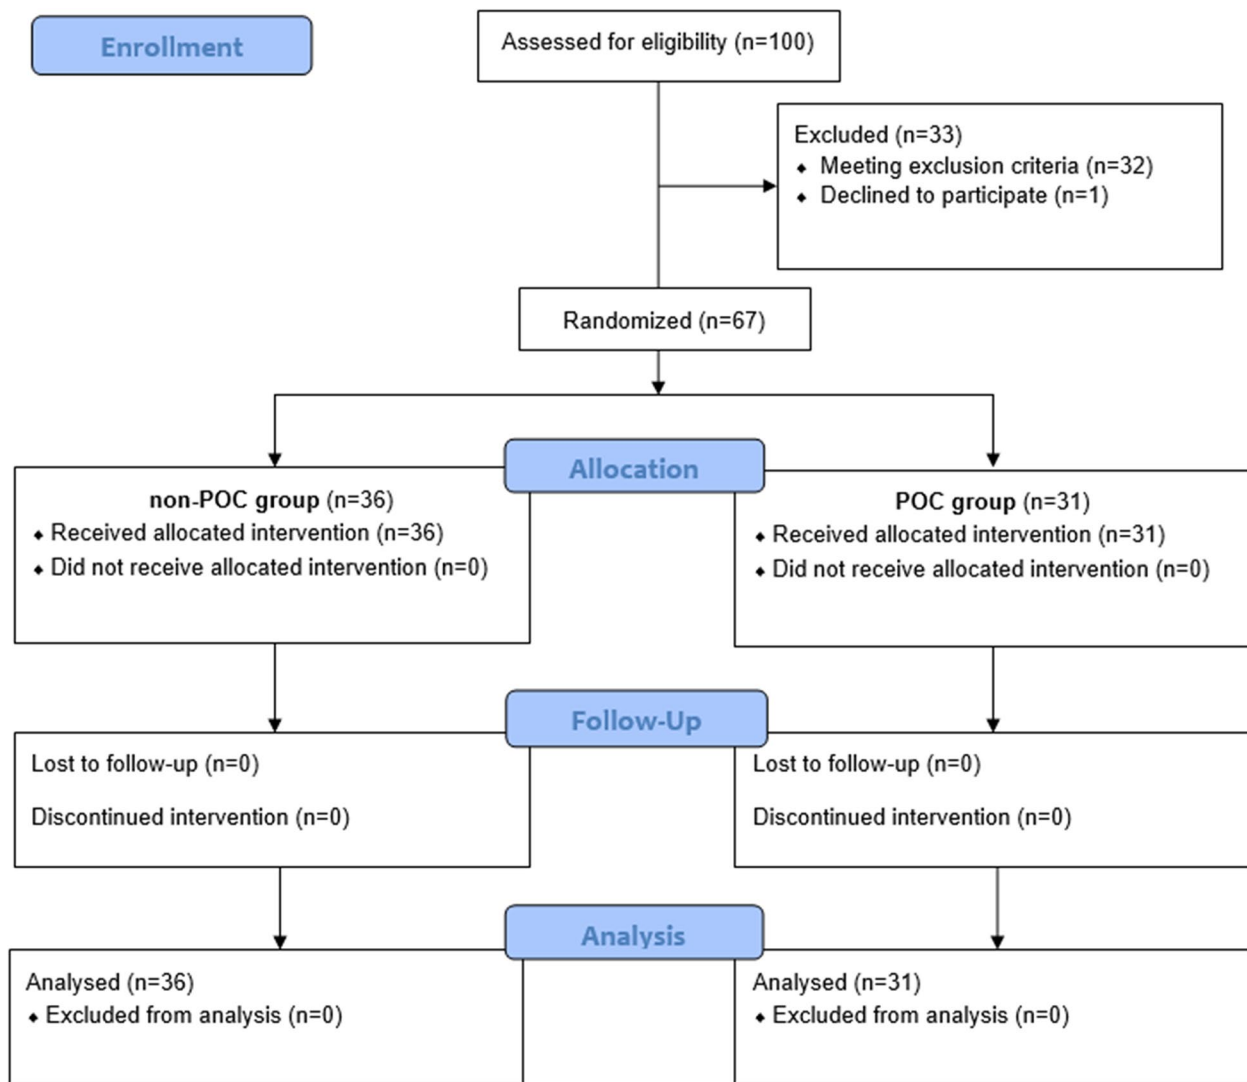 Enrollment
Assessed for eligibility (n=100)
Excluded (n=33)
⬥ Meeting exclusion criteria (n=32)
⬥ Declined to participate (n=1)
Randomized (n=67)
Allocation
non-POC group (n=36)
⬥ Received allocated intervention (n=36)
⬥ Did not receive allocated intervention (n=0)
POC group (n=31)
⬥ Received allocated intervention (n=31)
⬥ Did not receive allocated intervention (n=0)
Follow-Up
Lost to follow-up (n=0)
Discontinued intervention (n=0)
Lost to follow-up (n=0)
Discontinued intervention (n=0)
Analysis
Analysed (n=36)
⬥ Excluded from analysis (n=0)
Analysed (n=31)
⬥ Excluded from analysis (n=0)